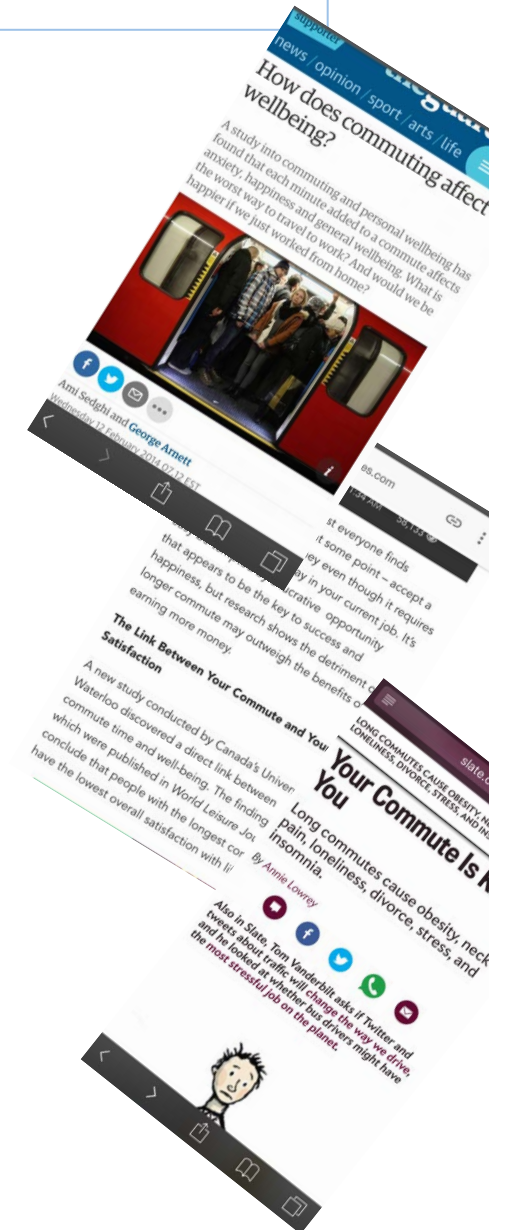 supporter
news / opinion / sport / arts / life
How does commuting affect
wellbeing?
A study into commuting and personal wellbeing has
found that each minute added to a commute affects
anxiety, happiness and general wellbeing. What is
the worst way to travel to work? And would we be
happier if we just worked from home?
Ami Sedghi and George Arnett
Wednesday 12 February 2014 07.12 EST
es.com
1:34 AM 58,133
everyone finds
at some point – accept a
even though it requires
in your current job. It's
lucrative opportunity
that appears to be the key to success and
happiness, but research shows the detriment
longer commute may outweigh the benefits
earning more money.
The Link Between Your Commute and
Satisfaction
A new study conducted by Canada's
Waterloo discovered a direct link between
commute time and well-being. The
which were published in World Leisure
conclude that people with the longest
have the lowest overall satisfaction with
slate.
LONG COMMUTES CAUSE OBESITY,
LONELINESS, DIVORCE, STRESS, AND
Your Commute Is
You
Long commutes cause obesity, neck
pain, loneliness, divorce, stress, and
insomnia.
By Annie Lowrey
Also in Slate, Tom Vanderbilt asks if Twitter and
tweets about traffic will change the way we drive,
and he looked at whether bus drivers might have
the most stressful job on the planet.